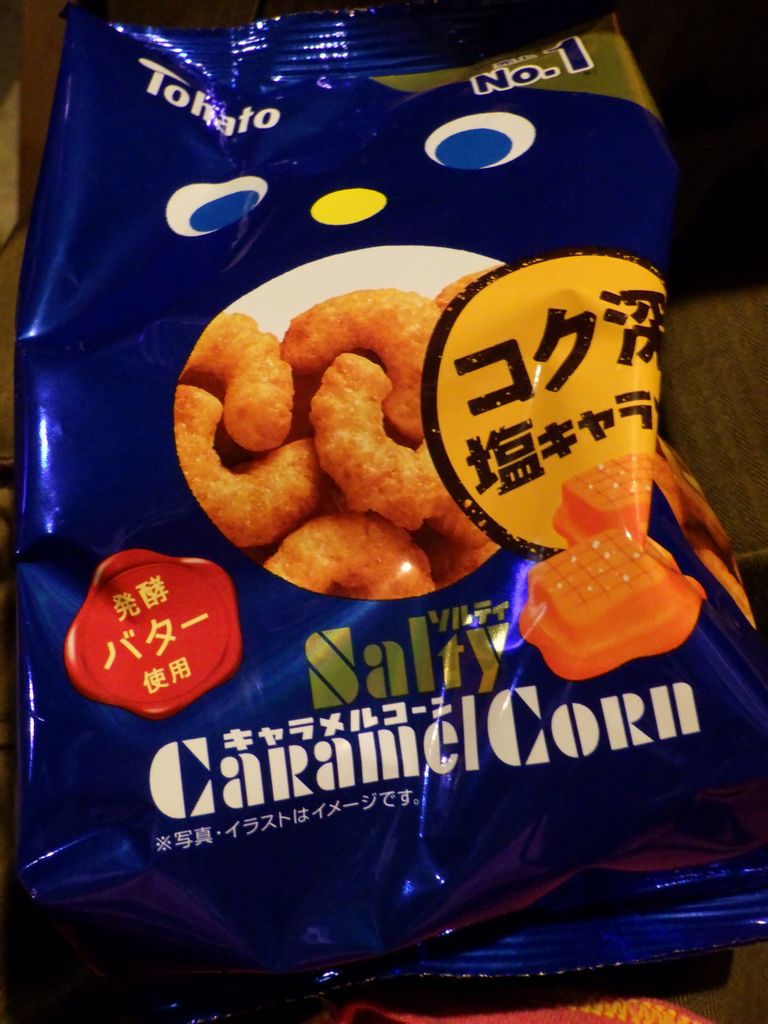 Tohato
No.1
コク深
塩キャラ
発酵
バター
使用
ソルティ
Salty
キャラメルコーン
Caramel Corn
※写真・イラストはイメージです。